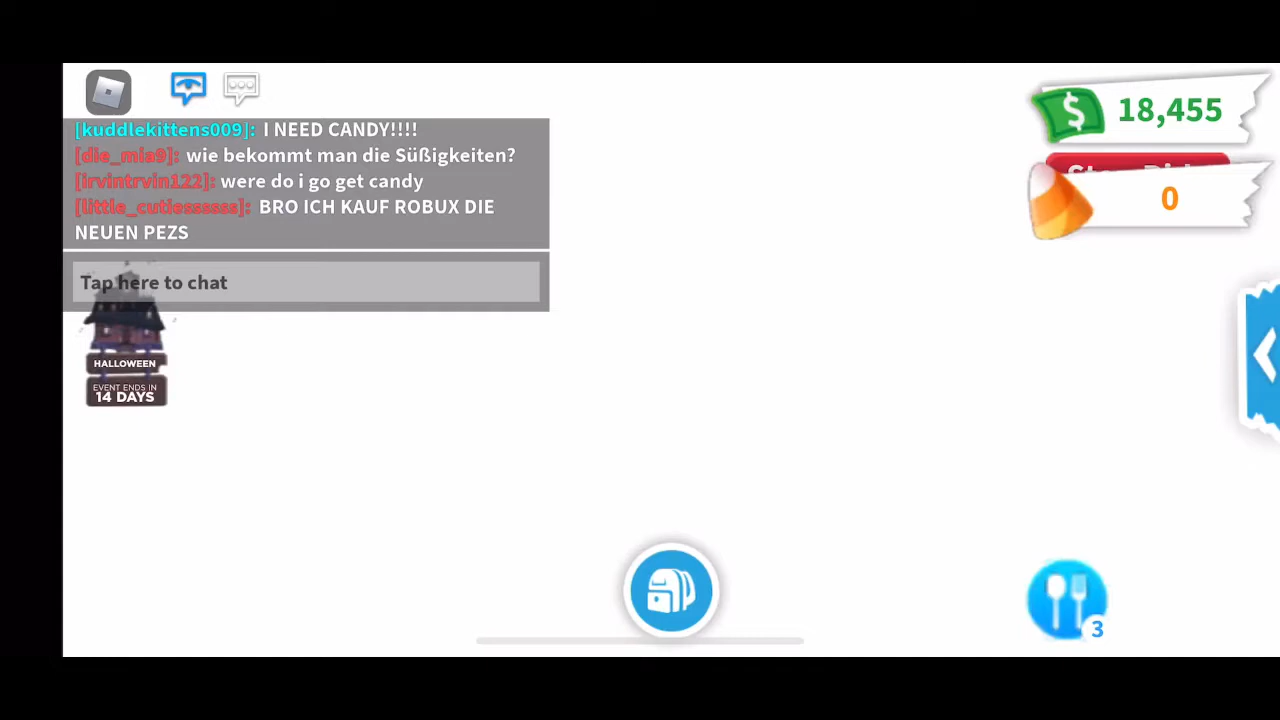 [kuddlekittens009]: I NEED CANDY!!!!
[die_mia9]: wie bekommt man die Süßigkeiten?
[irvintrvin122]: were do i go get candy
[little_cutiessssss]: BRO ICH KAUF ROBUX DIE
NEUEN PEZS
Tap here to chat
HALLOWEEN
EVENT ENDS IN
14 DAYS
18,455
0
3